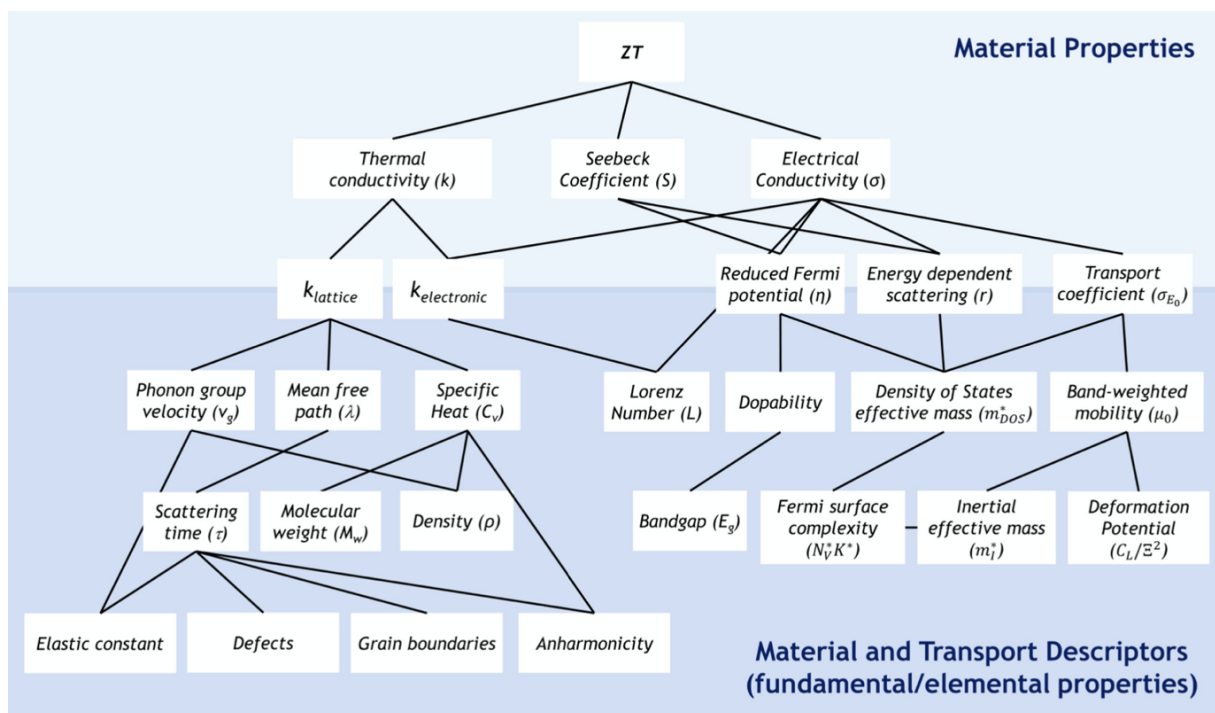 ZT
Material Properties
Thermal
conductivity (k)
Seebeck
Coefficient (S)
Electrical
Conductivity (σ)
k_lattice
k_electronic
Reduced Fermi
potential (η)
Energy dependent
scattering (r)
Transport
coefficient (σ_E₀)
Phonon group
velocity (v_g)
Mean free
path (λ)
Specific
Heat (C_v)
Lorenz
Number (L)
Dopability
Density of States
effective mass (m*_DOS)
Band-weighted
mobility (μ₀)
Scattering
time (τ)
Molecular
weight (M_w)
Density (ρ)
Bandgap (E_g)
Fermi surface
complexity
(N*_V K*)
Inertial
effective mass
(m*_I)
Deformation
Potential
(C_L/Ξ²)
Elastic constant
Defects
Grain boundaries
Anharmonicity
Material and Transport Descriptors
(fundamental/elemental properties)